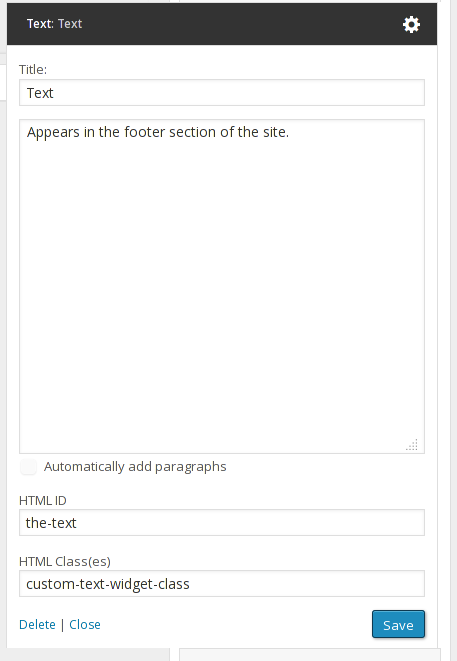 Text: Text
Title:
Text
Appears in the footer section of the site.
Automatically add paragraphs
HTML ID
the-text
HTML Class(es)
custom-text-widget-class
Delete | Close
Save